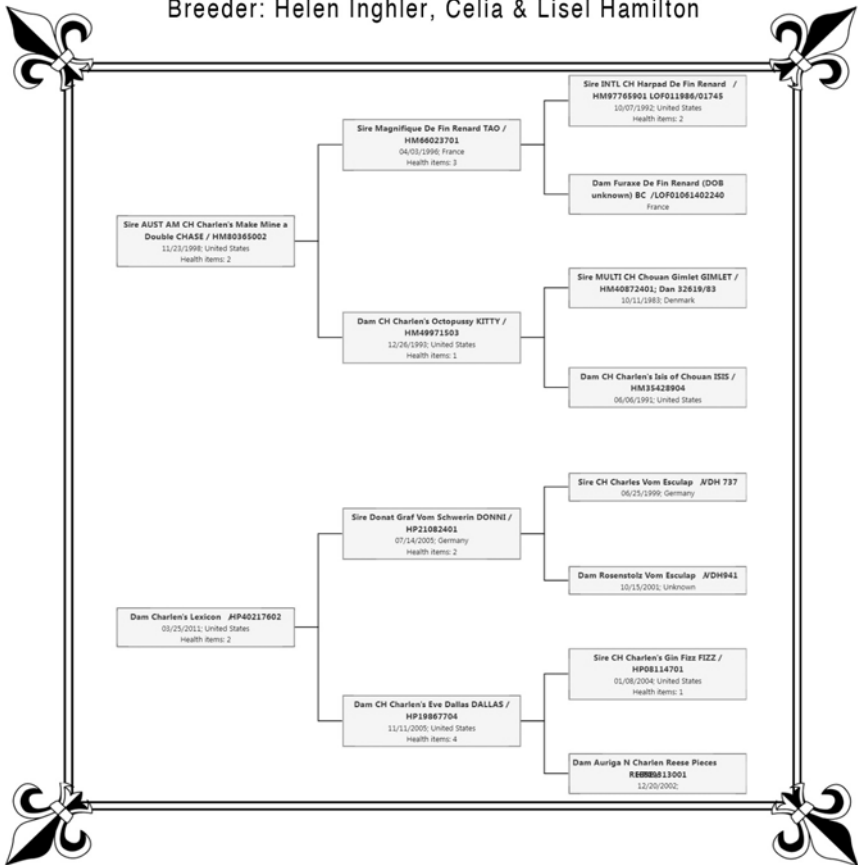 Breeder: Helen Inghler, Celia & Lisel Hamilton
Sire INTL CH Harpad De Fin Renard /
HM97765901 LOF011986/01745
10/07/1992; United States
Health items: 2
Sire Magnifique De Fin Renard TAO /
HM66023701
04/03/1996; France
Health items: 3
Dam Furaxe De Fin Renard (DOB
unknown) BC /LOF01061402240
France
Sire AUST AM CH Charlen's Make Mine a
Double CHASE / HM80365002
11/23/1998; United States
Health items: 2
Sire MULTI CH Chouan Gimlet GIMLET /
HM40872401; Dan 32619/83
10/11/1983; Denmark
Dam CH Charlen's Octopussy KITTY /
HM49971503
12/26/1993; United States
Health items: 1
Dam CH Charlen's Isis of Chouan ISIS /
HM35428904
06/06/1991; United States
Sire CH Charles Vom Esculap /VDH 737
06/25/1999; Germany
Sire Donat Graf Vom Schwerin DONNI /
HP21082401
07/14/2005; Germany
Health items: 2
Dam Rosenstolz Vom Esculap /VDH941
10/15/2001; Unknown
Dam Charlen's Lexicon /HP40217602
03/25/2011; United States
Health items: 2
Sire CH Charlen's Gin Fizz FIZZ /
HP08114701
01/08/2004; United States
Health items: 1
Dam CH Charlen's Eve Dallas DALLAS /
HP19867704
11/11/2005; United States
Health items: 4
Dam Auriga N Charlen Reese Pieces
12/20/2002;